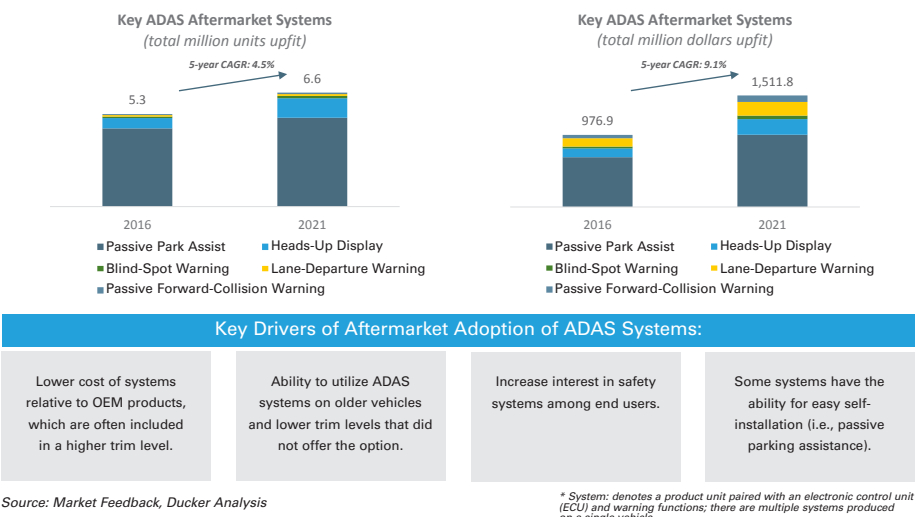 Key ADAS Aftermarket Systems
(total million units upfit)
5-year CAGR: 4.5%
5.3
6.6
2016
2021
Passive Park Assist
Heads-Up Display
Blind-Spot Warning
Lane-Departure Warning
Passive Forward-Collision Warning
Key ADAS Aftermarket Systems
(total million dollars upfit)
5-year CAGR: 9.1%
976.9
1,511.8
2016
2021
Passive Park Assist
Heads-Up Display
Blind-Spot Warning
Lane-Departure Warning
Passive Forward-Collision Warning
Key Drivers of Aftermarket Adoption of ADAS Systems:
Lower cost of systems
relative to OEM products,
which are often included
in a higher trim level.
Ability to utilize ADAS
systems on older vehicles
and lower trim levels that did
not offer the option.
Increase interest in safety
systems among end users.
Some systems have the
ability for easy self-
installation (i.e., passive
parking assistance).
Source: Market Feedback, Ducker Analysis
* System: denotes a product unit paired with an electronic control unit
(ECU) and warning functions; there are multiple systems produced
on a single vehicle